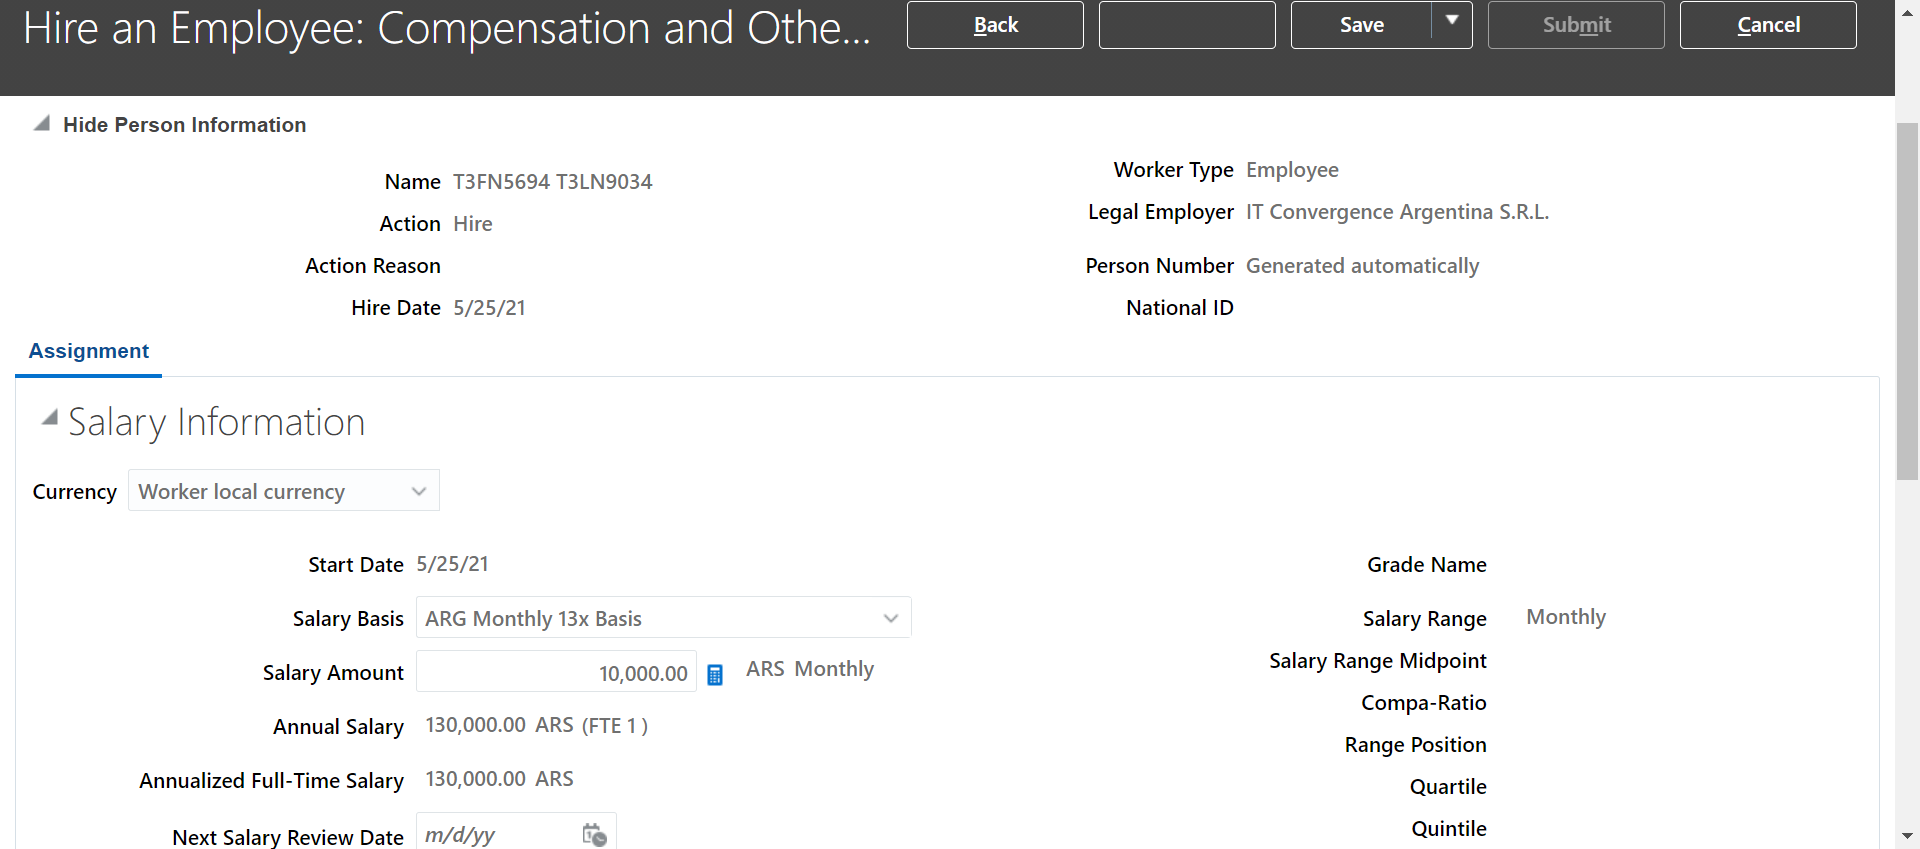 Hire an Employee: Compensation and Othe...
Back
Save
Submit
Cancel
Hide Person Information
Name T3FN5694 T3LN9034
Action Hire
Action Reason
Hire Date 5/25/21
Worker Type Employee
Legal Employer IT Convergence Argentina S.R.L.
Person Number Generated automatically
National ID
Assignment
Salary Information
Currency Worker local currency
Start Date 5/25/21
Salary Basis ARG Monthly 13x Basis
Salary Amount 10,000.00 ARS Monthly
Annual Salary 130,000.00 ARS (FTE 1 )
Annualized Full-Time Salary 130,000.00 ARS
Next Salary Review Date m/d/yy
Grade Name
Salary Range Monthly
Salary Range Midpoint
Compa-Ratio
Range Position
Quartile
Quintile